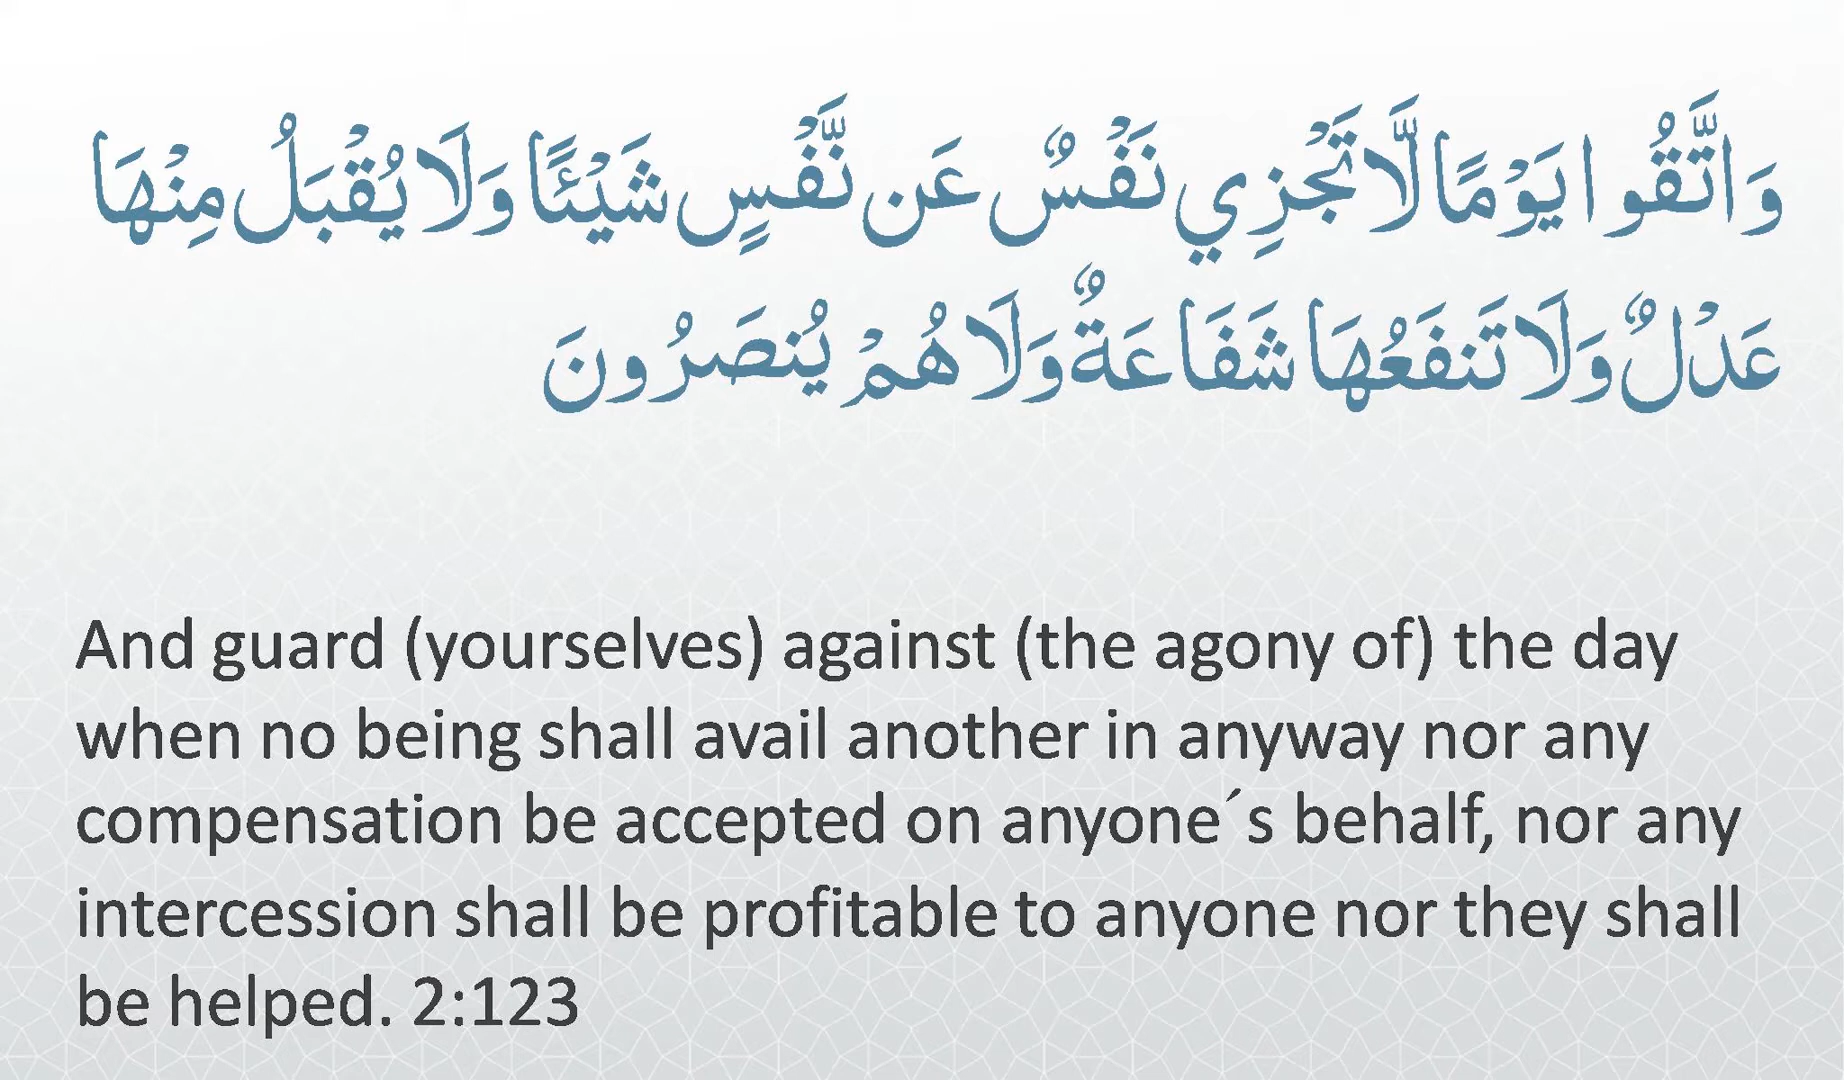 وَاتَّقُوا يَوْمًا لَّا تَجْزِي نَفْسٌ عَن نَّفْسٍ شَيْئًا وَلَا يُقْبَلُ مِنْهَا
عَدْلٌ وَلَا تَنفَعُهَا شَفَاعَةٌ وَلَا هُمْ يُنصَرُونَ
And guard (yourselves) against (the agony of) the day
when no being shall avail another in anyway nor any
compensation be accepted on anyone´s behalf, nor any
intercession shall be profitable to anyone nor they shall
be helped. 2:123